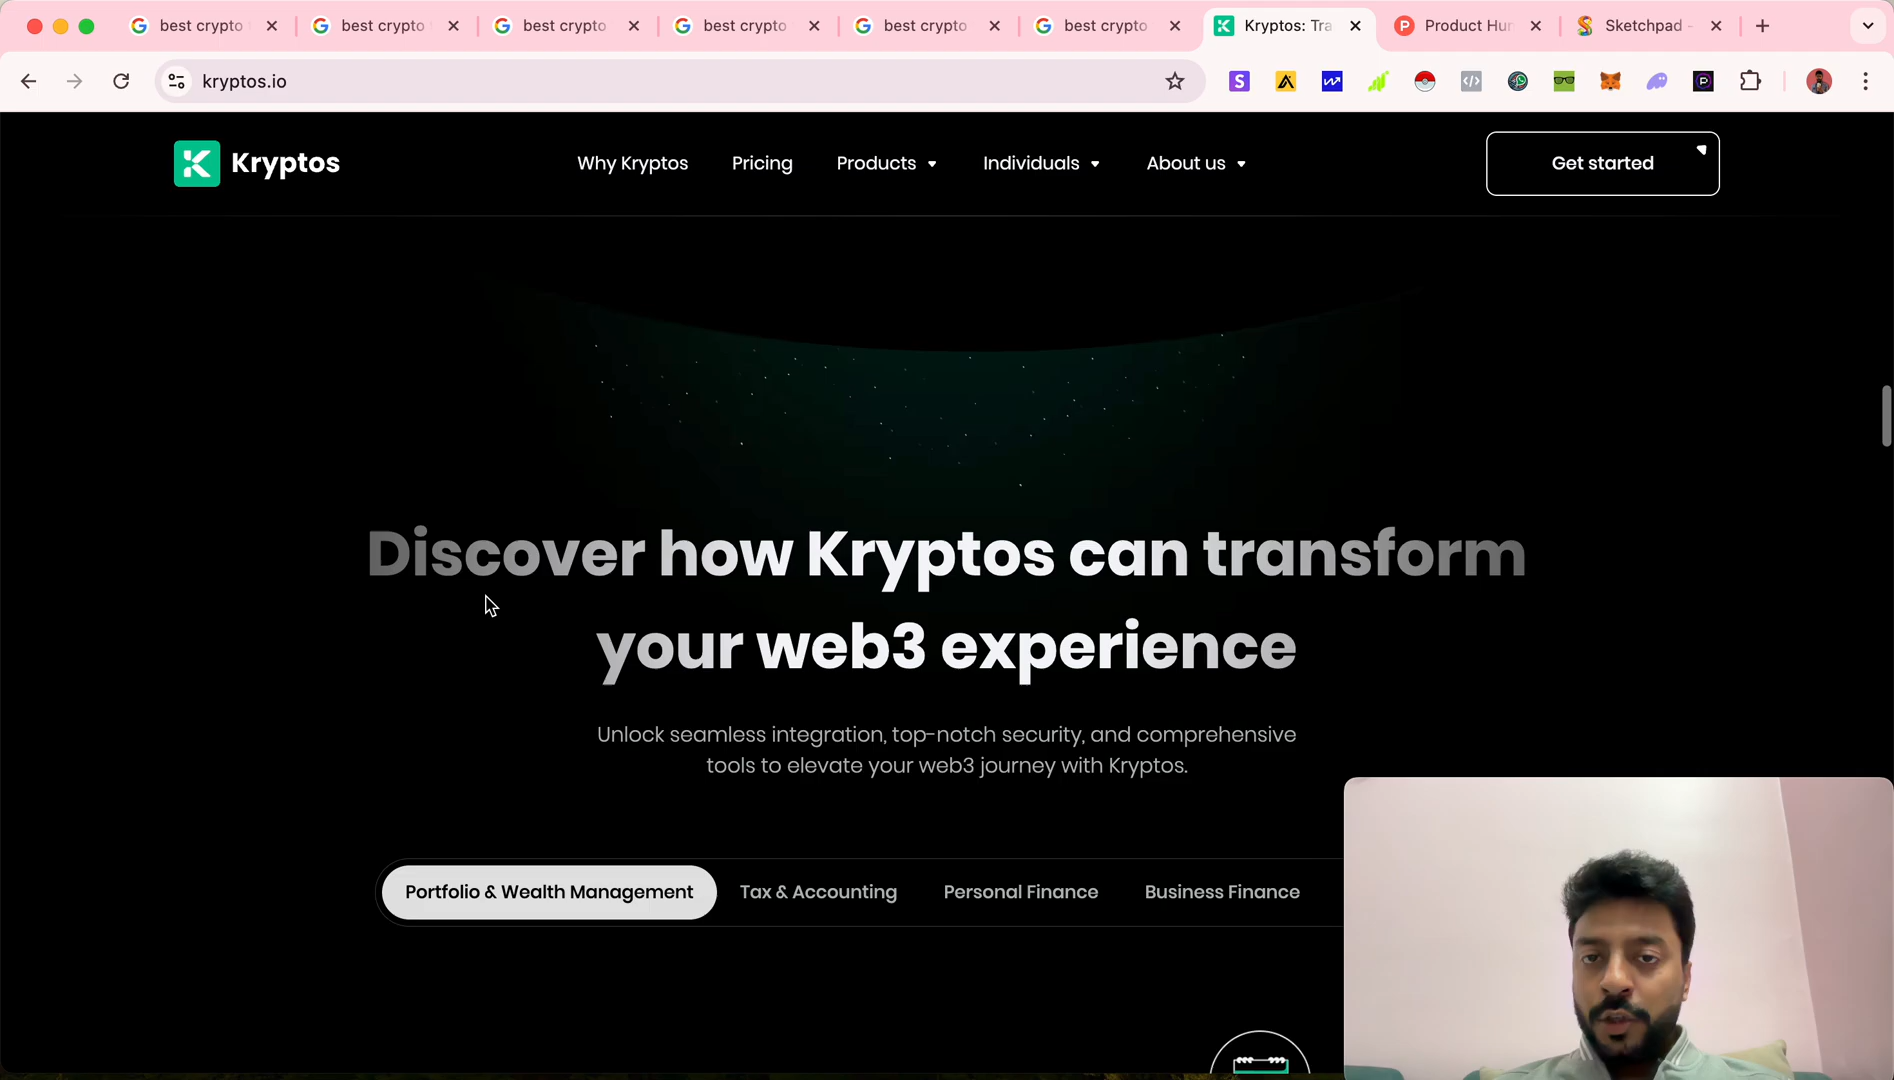 best crypto
best crypto
best crypto
best crypto
best crypto
best crypto
Kryptos: Tra
Product Hun
Sketchpad -
kryptos.io
Kryptos
Why Kryptos
Pricing
Products
Individuals
About us
Get started
Discover how Kryptos can transform
your web3 experience
Unlock seamless integration, top-notch security, and comprehensive
tools to elevate your web3 journey with Kryptos.
Portfolio & Wealth Management
Tax & Accounting
Personal Finance
Business Finance